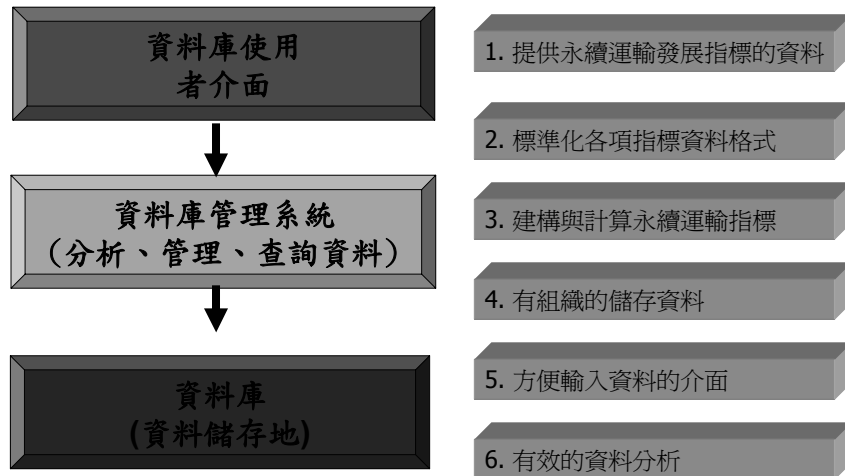 資料庫使用
者介面
資料庫管理系統
(分析、管理、查詢資料)
資料庫
(資料儲存地)
1. 提供永續運輸發展指標的資料
2. 標準化各項指標資料格式
3. 建構與計算永續運輸指標
4. 有組織的儲存資料
5. 方便輸入資料的介面
6. 有效的資料分析